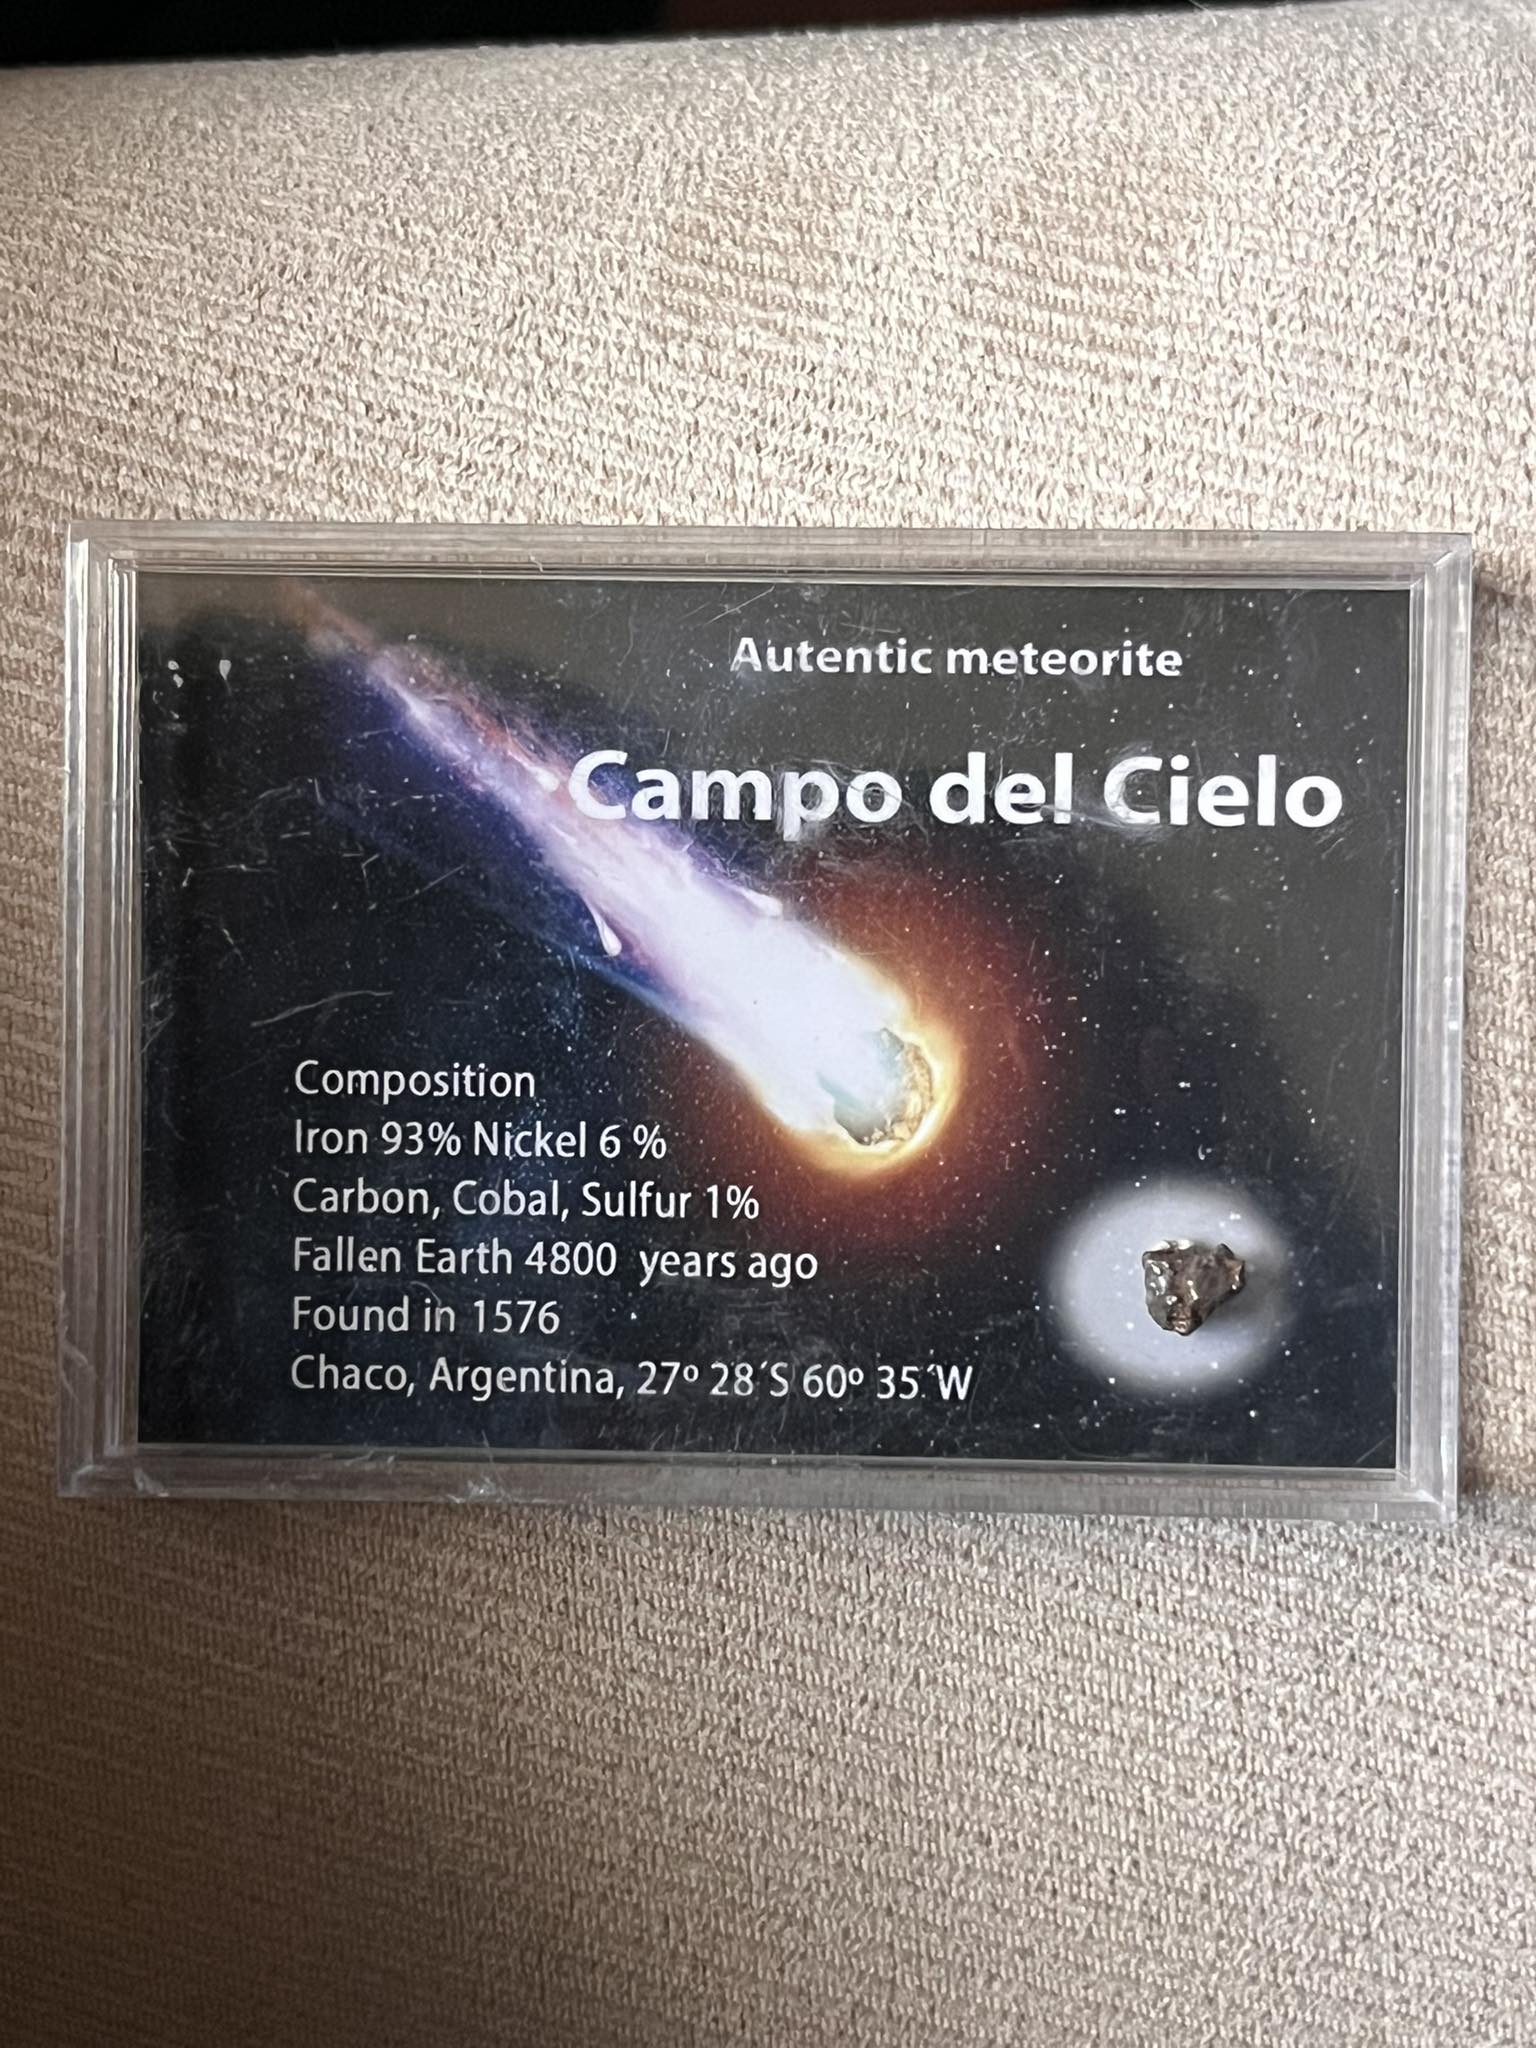 Autentic meteorite
Campo del Cielo
Composition
Iron 93% Nickel 6 %
Carbon, Cobal, Sulfur 1%
Fallen Earth 4800 years ago
Found in 1576
Chaco, Argentina, 27º 28´S 60º 35´W